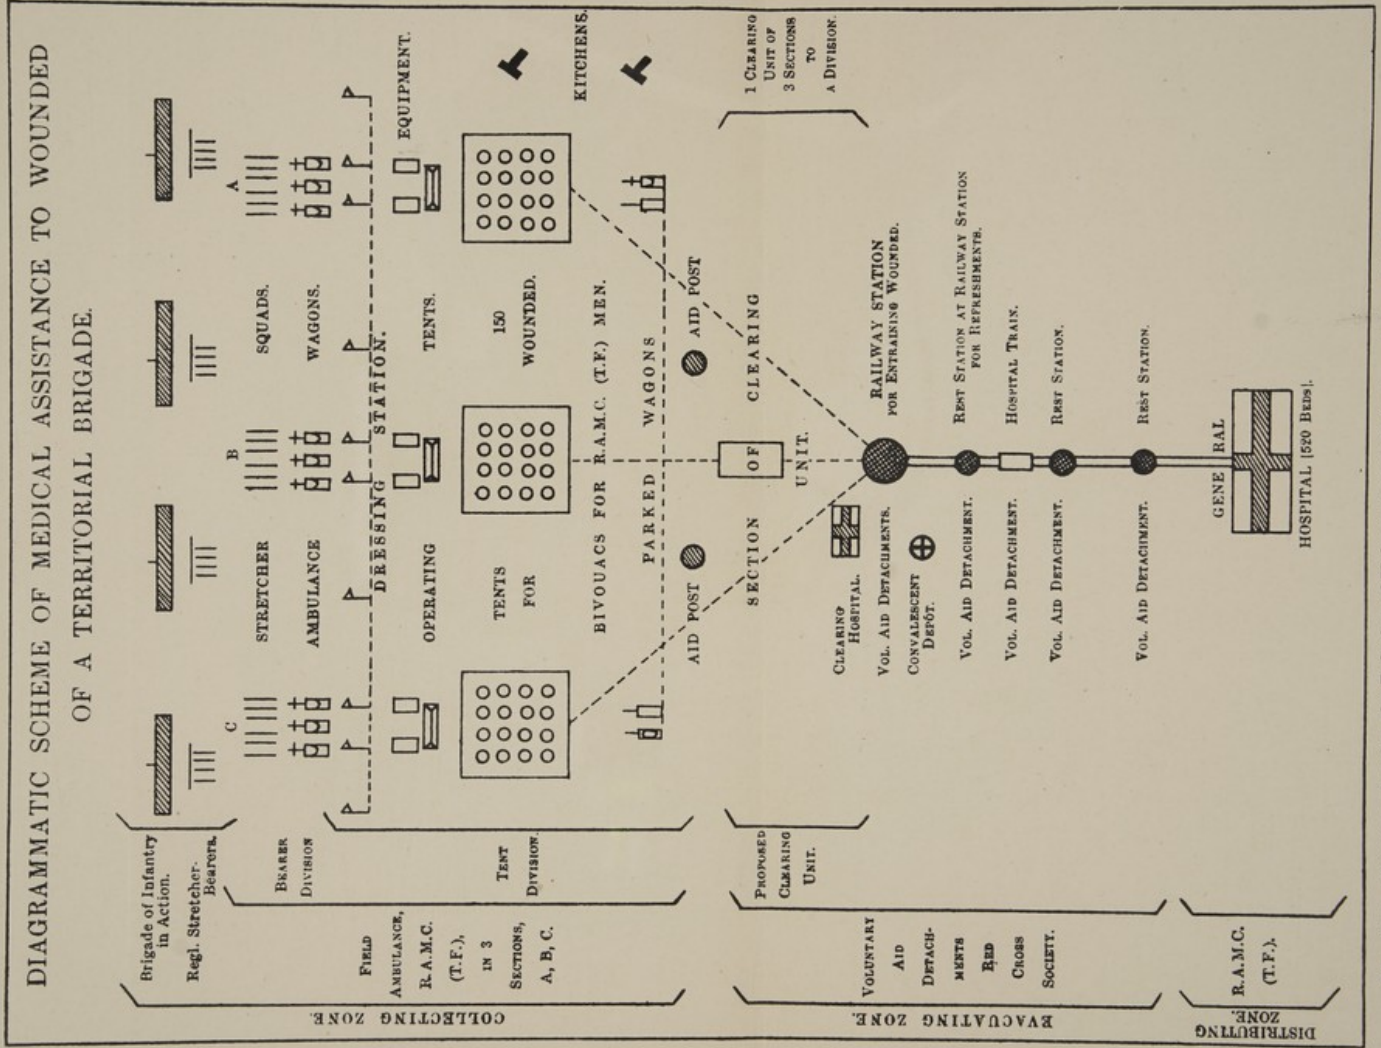 DIAGRAMMATIC SCHEME OF MEDICAL ASSISTANCE TO WOUNDED
OF A TERRITORIAL BRIGADE.
Brigade of Infantry
in Action.
Regl. Stretcher-
Bearers.
C
B
A
BEARER
DIVISION
STRETCHER SQUADS.
AMBULANCE WAGONS.
DRESSING STATION.
EQUIPMENT.
OPERATING TENTS.
TENT
DIVISION.
TENTS 150
FOR WOUNDED.
KITCHENS.
BIVOUACS FOR R.A.M.C. (T.F.) MEN.
PARKED WAGONS
FIELD
AMBULANCE,
R.A.M.C.
(T.F.),
IN 3
SECTIONS,
A, B, C.
COLLECTING ZONE.
AID POST
AID POST
PROPOSED
CLEARING
UNIT.
SECTION OF CLEARING
UNIT.
1 CLEARING
UNIT OF
3 SECTIONS
TO
A DIVISION.
CLEARING
HOSPITAL.
VOL. AID DETACHMENTS.
RAILWAY STATION
FOR ENTRAINING WOUNDED.
CONVALESCENT
DEPÔT.
VOL. AID DETACHMENT.
REST STATION AT RAILWAY STATION
FOR REFRESHMENTS.
VOL. AID DETACHMENT.
HOSPITAL TRAIN.
VOL. AID DETACHMENT.
REST STATION.
VOL. AID DETACHMENT.
REST STATION.
VOLUNTARY
AID
DETACH-
MENTS
RED
CROSS
SOCIETY.
EVACUATING ZONE.
GENERAL
HOSPITAL [520 BEDS].
R.A.M.C.
(T.F.).
DISTRIBUTING
ZONE.